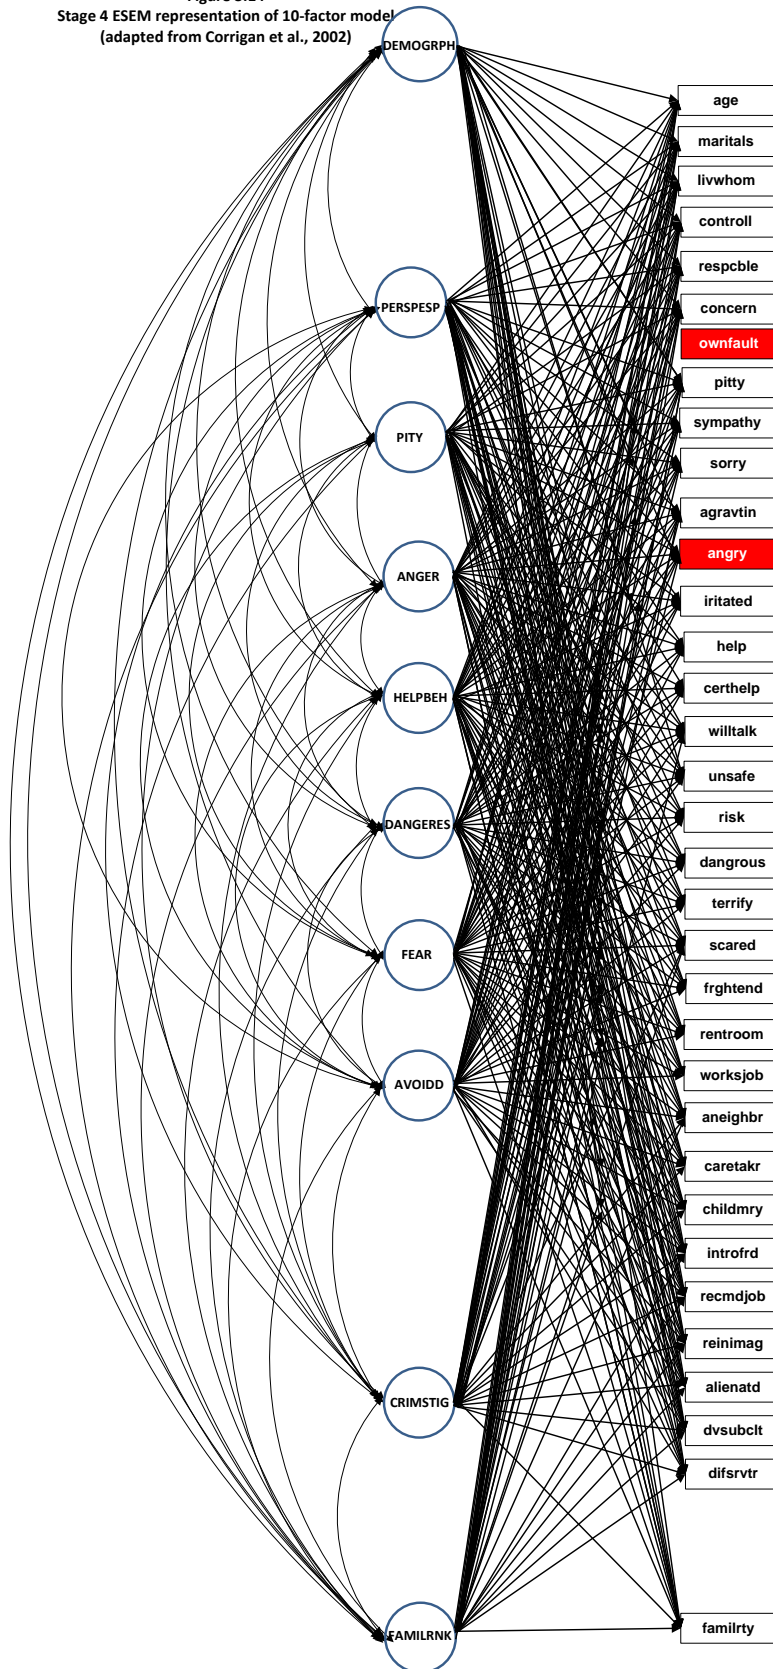 Stage 4 ESEM representation of 10-factor model
(adapted from Corrigan et al., 2002)
DEMOGRPH
age
maritals
livwhom
controll
respcble
PERSPESP
concern
ownfault
pitty
PITY
sympathy
sorry
agravtin
angry
ANGER
iritated
help
certhelp
HELPBEH
willtalk
unsafe
risk
DANGERES
dangrous
terrify
scared
FEAR
frghtend
rentroom
worksjob
AVOIDD
aneighbr
caretakr
childmry
introfrd
recmdjob
reinimag
alienatd
CRIMSTIG
dvsubclt
difsrvtr
familrty
FAMILRNK